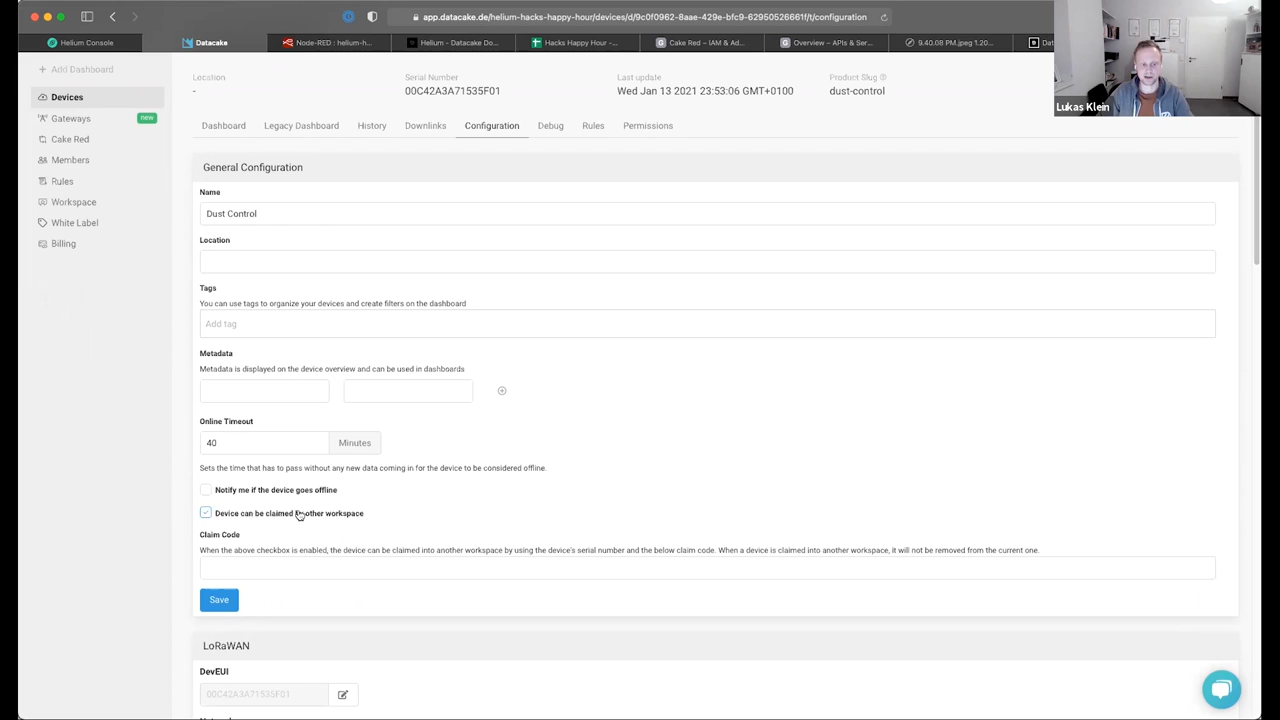 app.datacake.de/helium-hacks-happy-hour/devices/d/9c0f0962-8aae-429e-bfc9-62950526661f/t/configuration
Helium Console
Datacake
Node-RED : helium-h...
Helium - Datacake Do...
Hacks Happy Hour -...
Cake Red – IAM & Ad...
Overview – APIs & Ser...
9.40.08 PM.jpeg 1.20...
Dat
Lukas Klein
Add Dashboard
Devices
Gateways
new
Cake Red
Members
Rules
Workspace
White Label
Billing
Location
Serial Number
Last update
Product Slug
-
00C42A3A71535F01
Wed Jan 13 2021 23:53:06 GMT+0100
dust-control
Dashboard
Legacy Dashboard
History
Downlinks
Configuration
Debug
Rules
Permissions
General Configuration
Name
Dust Control
Location
Tags
You can use tags to organize your devices and create filters on the dashboard
Add tag
Metadata
Metadata is displayed on the device overview and can be used in dashboards
Online Timeout
40
Minutes
Sets the time that has to pass without any new data coming in for the device to be considered offline.
Notify me if the device goes offline
Device can be claimed other workspace
Claim Code
When the above checkbox is enabled, the device can be claimed into another workspace by using the device's serial number and the below claim code. When a device is claimed into another workspace, it will not be removed from the current one.
Save
LoRaWAN
DevEUI
00C42A3A71535F01